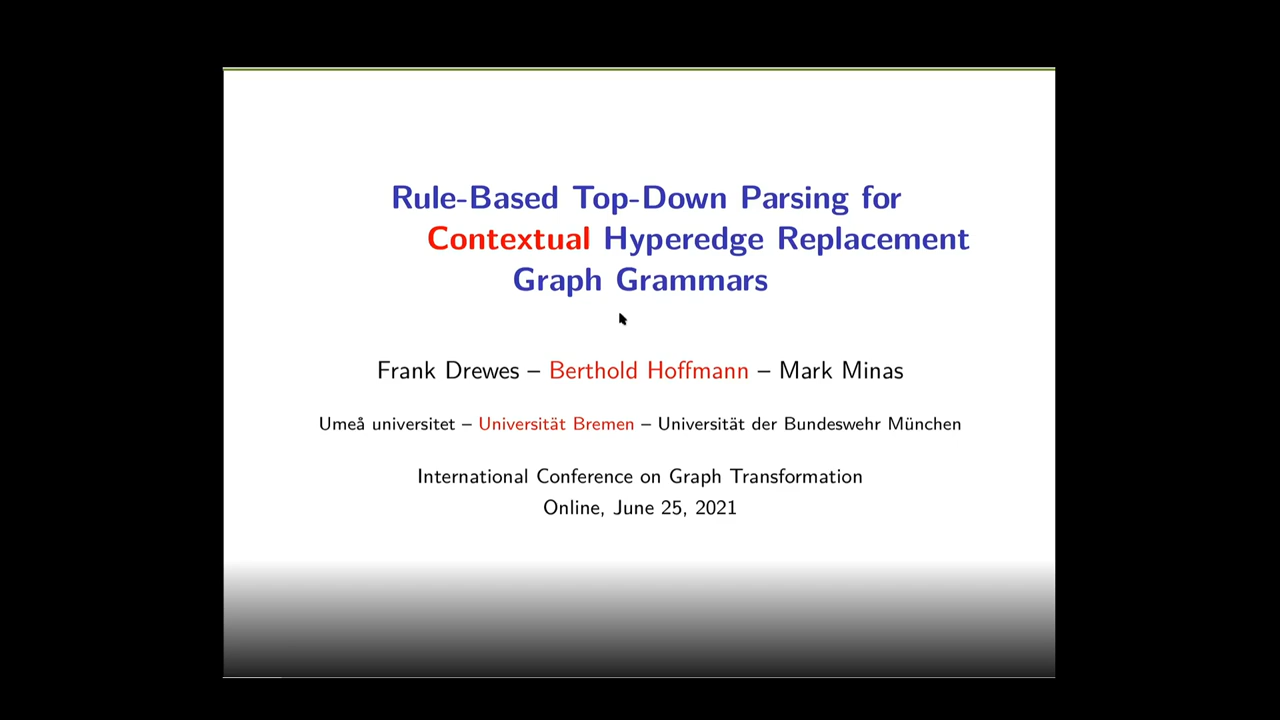 Rule-Based Top-Down Parsing for
Contextual Hyperedge Replacement
Graph Grammars
Frank Drewes – Berthold Hoffmann – Mark Minas
Umeå universitet – Universität Bremen – Universität der Bundeswehr München
International Conference on Graph Transformation
Online, June 25, 2021